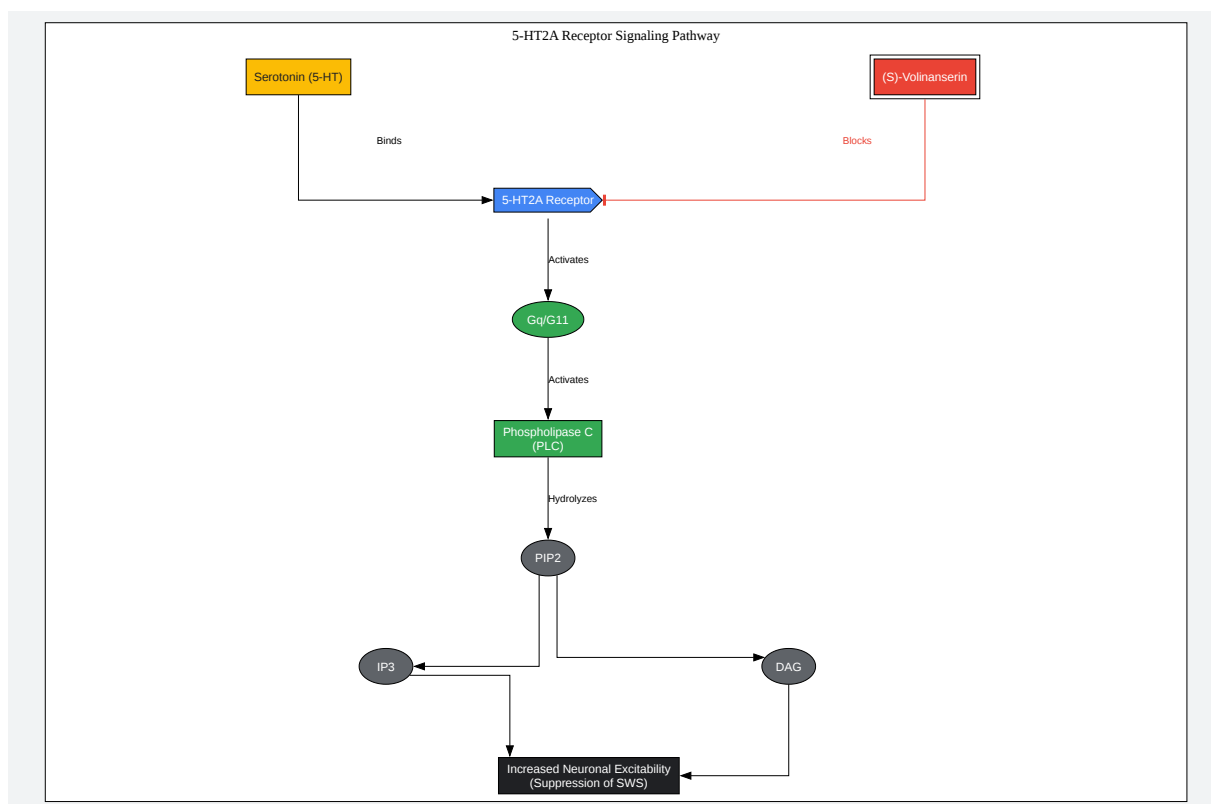 5-HT2A Receptor Signaling Pathway
Serotonin (5-HT)
(S)-Volinanserin
Binds
Blocks
5-HT2A Receptor
Activates
Gq/G11
Activates
Phospholipase C
(PLC)
Hydrolyzes
PIP2
IP3
DAG
Increased Neuronal Excitability
(Suppression of SWS)